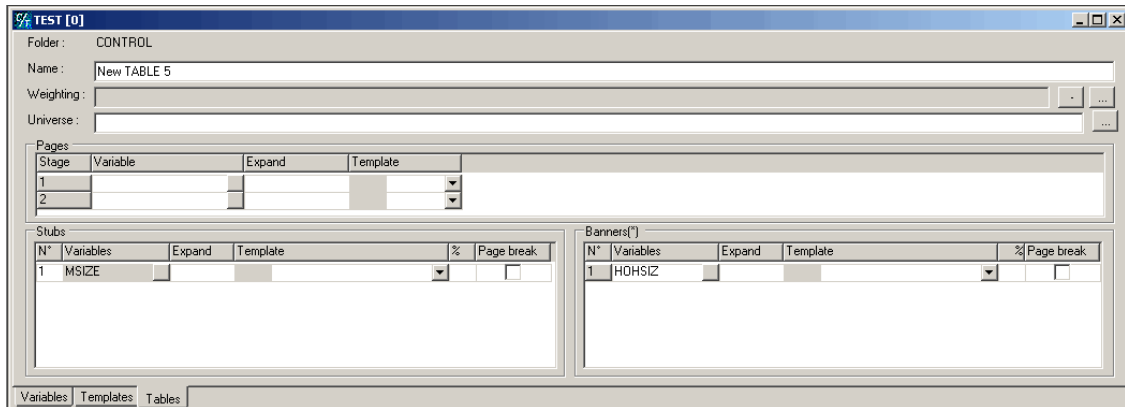 TEST [0]
Folder : CONTROL
Name : New TABLE 5
Weighting : . ...
Universe : ...
Pages
Stage Variable Expand Template
1
2
Stubs
N° Variables Expand Template % Page break
1 MSIZE
Banners(*)
N° Variables Expand Template % Page break
1 HOHSIZ
Variables Templates Tables